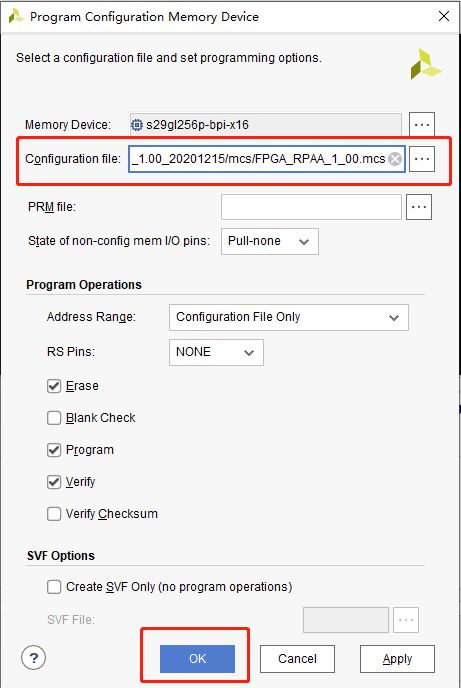 Program Configuration Memory Device
Select a configuration file and set programming options.
Memory Device: s29gl256p-bpi-x16 ...
Configuration file: _1.00_20201215/mcs/FPGA_RPAA_1_00.mcs ...
PRM file: ...
State of non-config mem I/O pins: Pull-none
Program Operations
Address Range: Configuration File Only
RS Pins: NONE
Erase
Blank Check
Program
Verify
Verify Checksum
SVF Options
Create SVF Only (no program operations)
SVF File: ...
? OK Cancel Apply